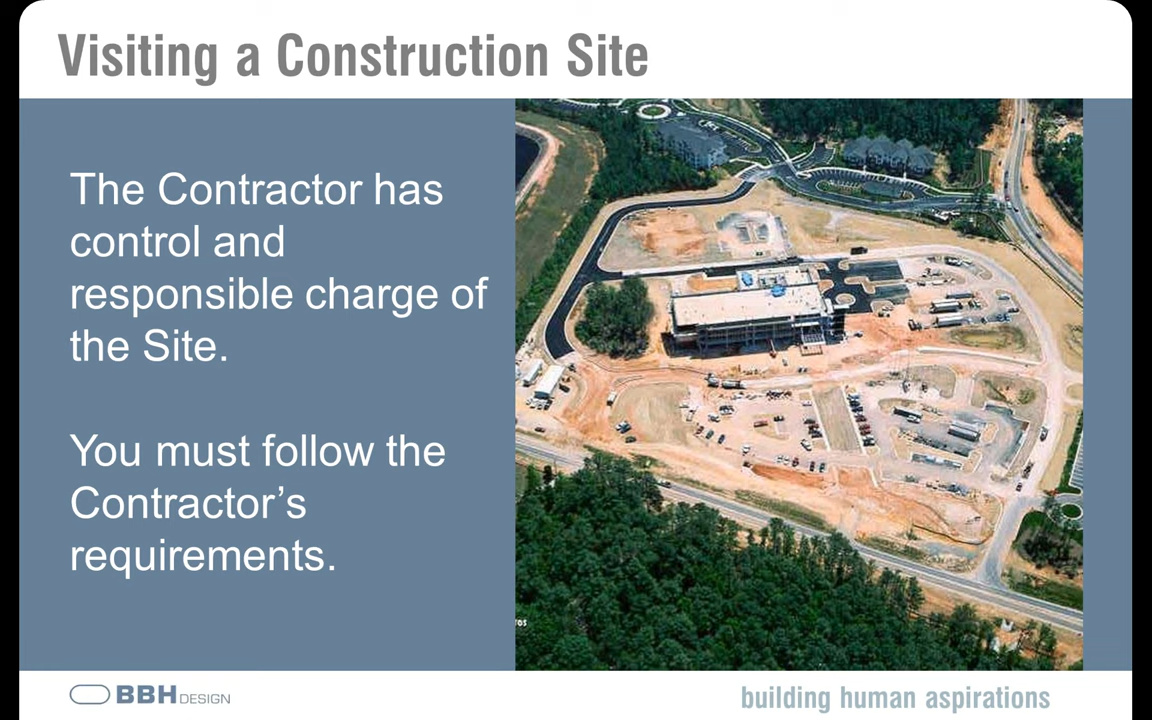 Visiting a Construction Site
The Contractor has
control and
responsible charge of
the Site.
You must follow the
Contractor’s
requirements.
BBH DESIGN
building human aspirations